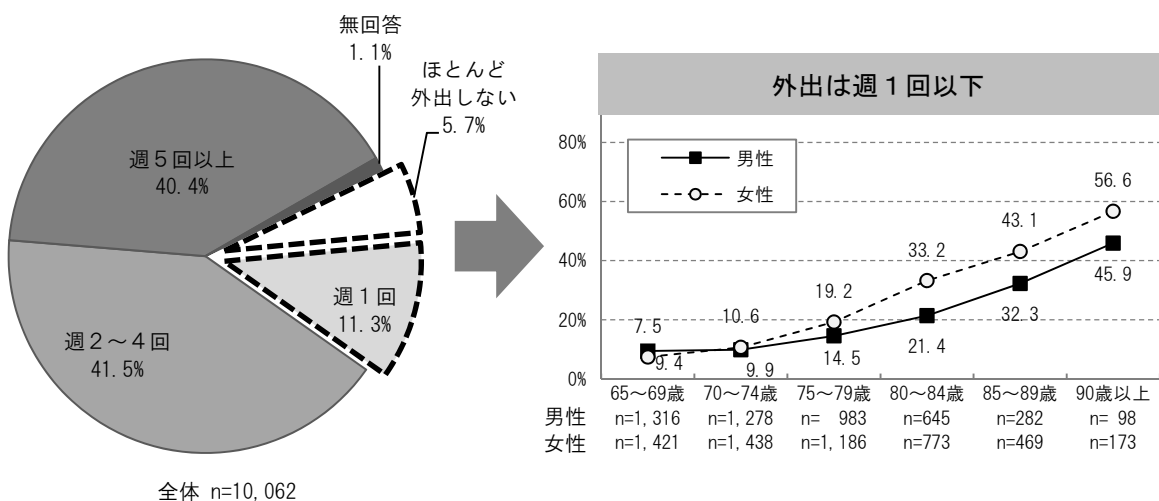 無回答
1.1%
ほとんど
外出しない
5.7%
週５回以上
40.4%
週１回
11.3%
週２～４回
41.5%
全体 n=10,062
外出は週１回以下
80%
60%
40%
20%
0%
男性
女性
7.5 10.6 19.2 33.2 43.1 56.6
9.4 9.9 14.5 21.4 32.3 45.9
65～69歳 70～74歳 75～79歳 80～84歳 85～89歳 90歳以上
男性 n=1,316 n=1,278 n= 983 n=645 n=282 n= 98
女性 n=1,421 n=1,438 n=1,186 n=773 n=469 n=173